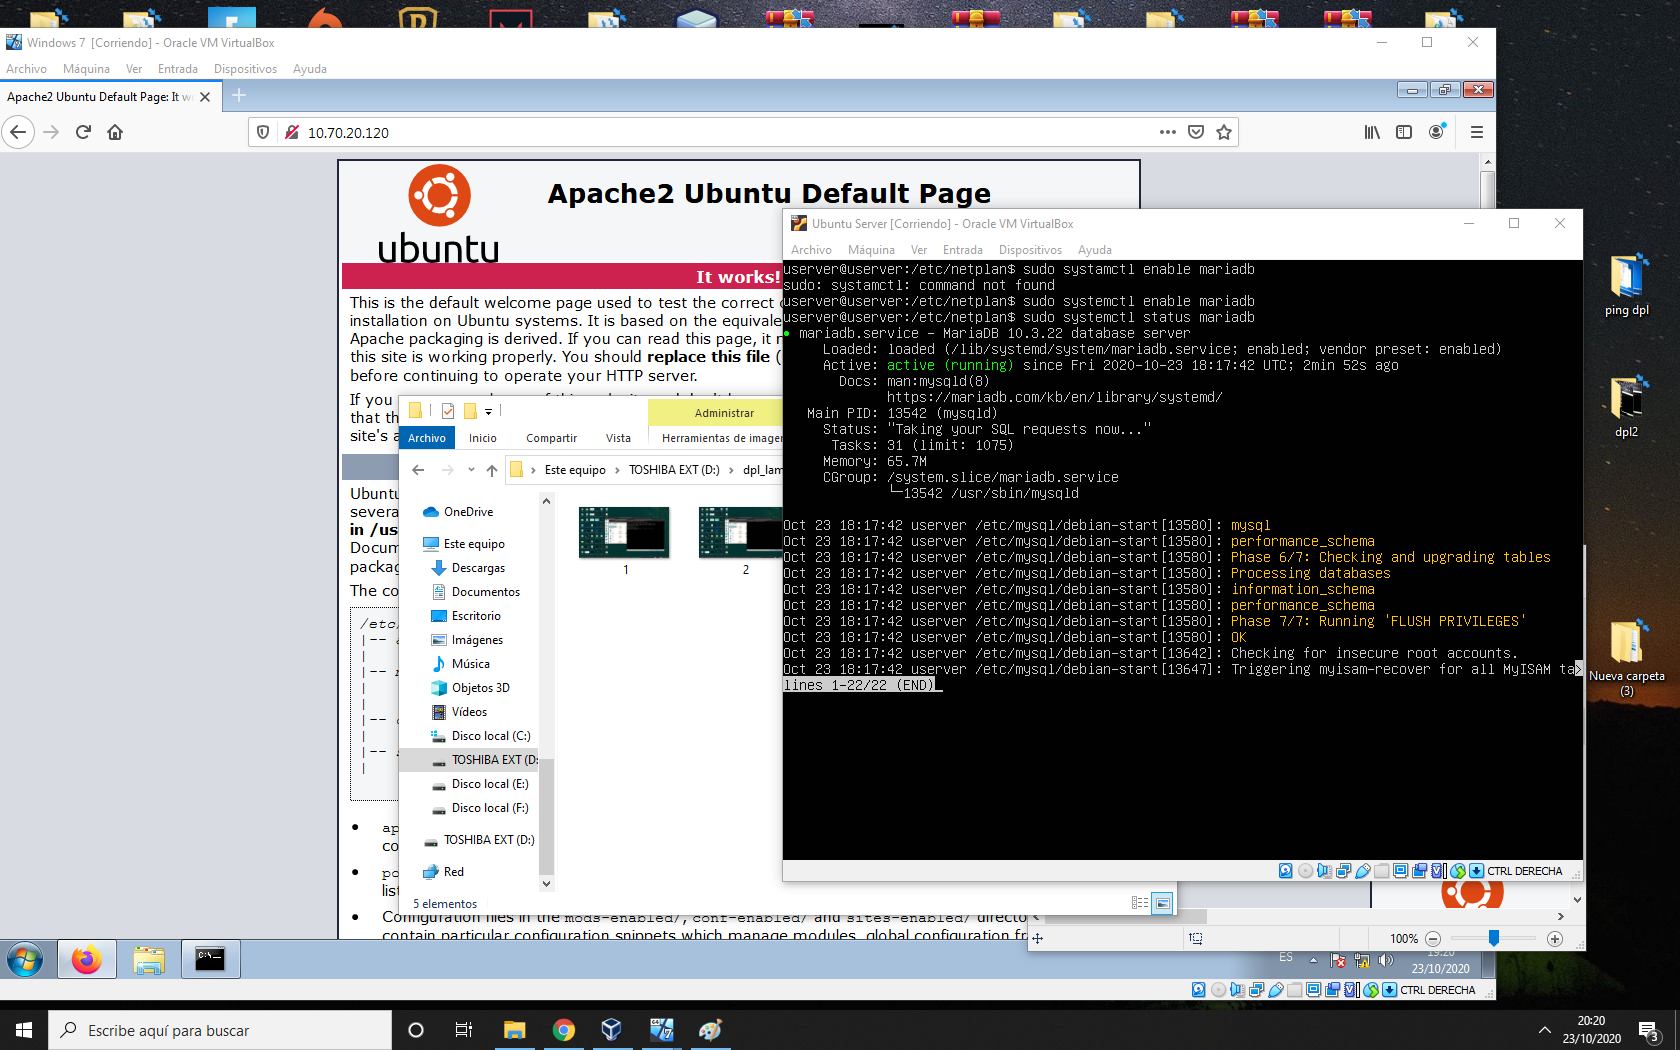 Windows 7 [Corriendo] - Oracle VM VirtualBox
Archivo Máquina Ver Entrada Dispositivos Ayuda
Apache2 Ubuntu Default Page: It w
10.70.20.120
ubuntu
Apache2 Ubuntu Default Page
It works!
This is the default welcome page used to test the correct
installation on Ubuntu systems. It is based on the equivale
Apache packaging is derived. If you can read this page, it
this site is working properly. You should replace this file (
before continuing to operate your HTTP server.
If you
that th
site's a
Ubuntu
severa
in /us
Docum
packag
The co
/etc/
|--
|
|--
|
|
|--
|
|--
|
ap
co
po
list
Configuration files in the mods-enabled/, conf-enabled/ and sites-enabled/ directo
contain particular configuration snippets which manage modules, global configuration fr
Administrar
Archivo Inicio Compartir Vista Herramientas de imagen
Este equipo › TOSHIBA EXT (D:) › dpl_lam
OneDrive
Este equipo
Descargas
Documentos
Escritorio
Imágenes
Música
Objetos 3D
Vídeos
Disco local (C:)
TOSHIBA EXT (D:
Disco local (E:)
Disco local (F:)
TOSHIBA EXT (D:)
Red
1
2
5 elementos
Ubuntu Server [Corriendo] - Oracle VM VirtualBox
Archivo Máquina Ver Entrada Dispositivos Ayuda
userver@userver:/etc/netplan$ sudo systamctl enable mariadb
sudo: systamctl: command not found
userver@userver:/etc/netplan$ sudo systemctl enable mariadb
userver@userver:/etc/netplan$ sudo systemctl status mariadb
● mariadb.service - MariaDB 10.3.22 database server
Loaded: loaded (/lib/systemd/system/mariadb.service; enabled; vendor preset: enabled)
Active: active (running) since Fri 2020-10-23 18:17:42 UTC; 2min 52s ago
Docs: man:mysqld(8)
https://mariadb.com/kb/en/library/systemd/
Main PID: 13542 (mysqld)
Status: "Taking your SQL requests now..."
Tasks: 31 (limit: 1075)
Memory: 65.7M
CGroup: /system.slice/mariadb.service
└─13542 /usr/sbin/mysqld
Oct 23 18:17:42 userver /etc/mysql/debian-start[13580]: mysql
Oct 23 18:17:42 userver /etc/mysql/debian-start[13580]: performance_schema
Oct 23 18:17:42 userver /etc/mysql/debian-start[13580]: Phase 6/7: Checking and upgrading tables
Oct 23 18:17:42 userver /etc/mysql/debian-start[13580]: Processing databases
Oct 23 18:17:42 userver /etc/mysql/debian-start[13580]: information_schema
Oct 23 18:17:42 userver /etc/mysql/debian-start[13580]: performance_schema
Oct 23 18:17:42 userver /etc/mysql/debian-start[13580]: Phase 7/7: Running 'FLUSH PRIVILEGES'
Oct 23 18:17:42 userver /etc/mysql/debian-start[13580]: OK
Oct 23 18:17:42 userver /etc/mysql/debian-start[13642]: Checking for insecure root accounts.
Oct 23 18:17:42 userver /etc/mysql/debian-start[13647]: Triggering myisam-recover for all MyISAM ta>
lines 1-22/22 (END)
CTRL DERECHA
100%
ping dpl
dpl2
Nueva carpeta
(3)
ES
19:20
23/10/2020
CTRL DERECHA
Escribe aquí para buscar
20:20
23/10/2020
3